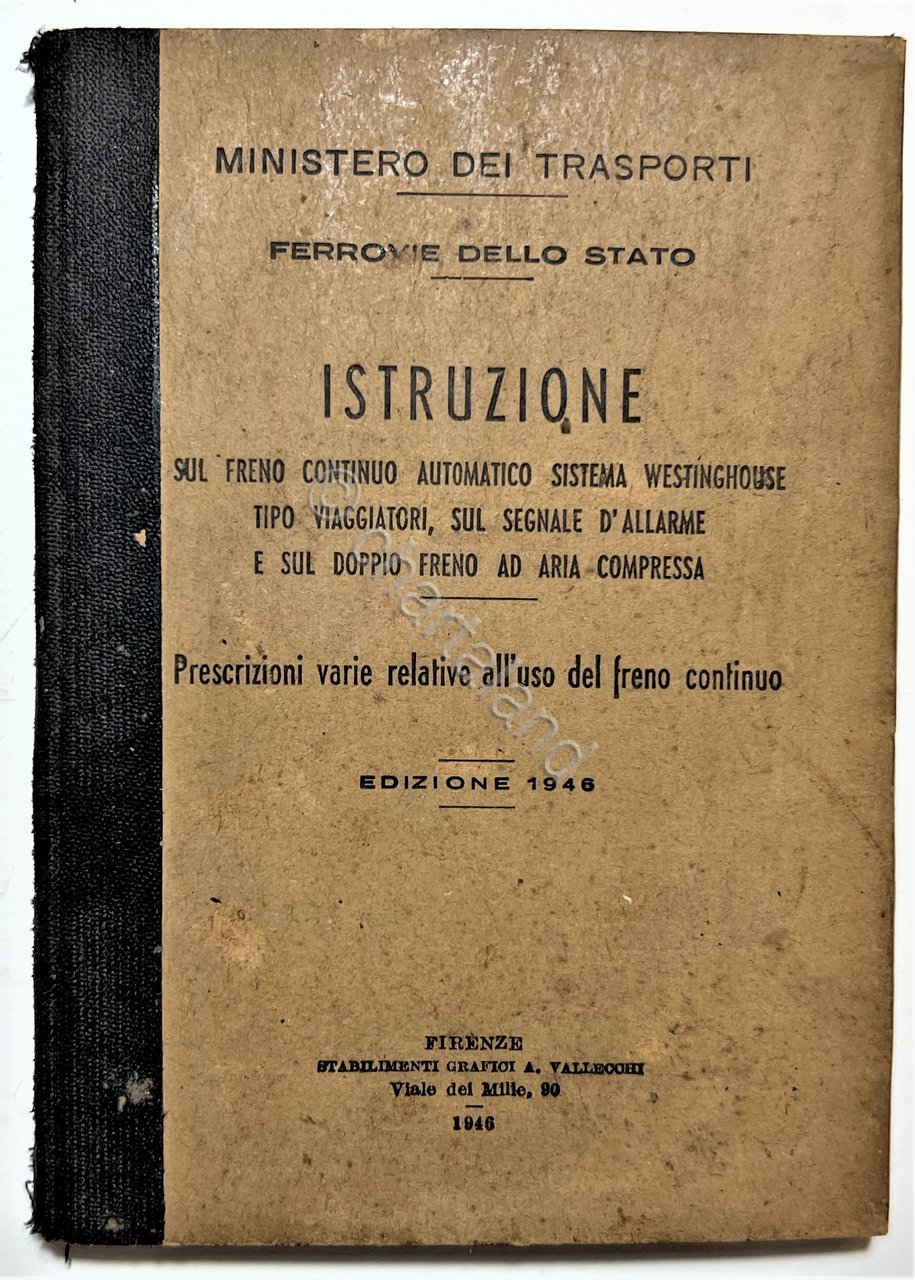 MINISTERO DEI TRASPORTI
FERROVIE DELLO STATO
ISTRUZIONE
SUL FRENO CONTINUO AUTOMATICO SISTEMA WESTINGHOUSE
TIPO VIAGGIATORI, SUL SEGNALE D'ALLARME
E SUL DOPPIO FRENO AD ARIA COMPRESSA
Prescrizioni varie relative all'uso del freno continuo
EDIZIONE 1946
FIRENZE
STABILIMENTI GRAFICI A. VALLECCHI
Viale dei Mille, 90
1946
© chartaland